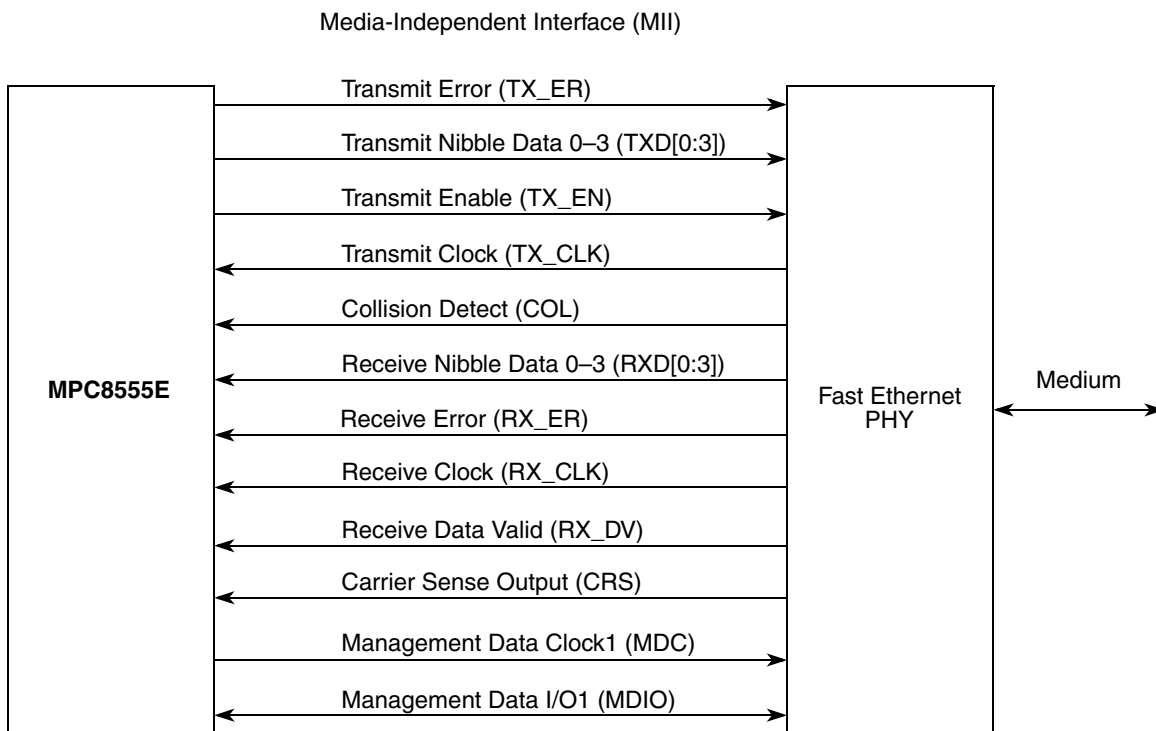 Media-Independent Interface (MII)
Transmit Error (TX_ER)
Transmit Nibble Data 0–3 (TXD[0:3])
Transmit Enable (TX_EN)
Transmit Clock (TX_CLK)
Collision Detect (COL)
Receive Nibble Data 0–3 (RXD[0:3])
MPC8555E
Fast Ethernet
PHY
Medium
Receive Error (RX_ER)
Receive Clock (RX_CLK)
Receive Data Valid (RX_DV)
Carrier Sense Output (CRS)
Management Data Clock1 (MDC)
Management Data I/O1 (MDIO)